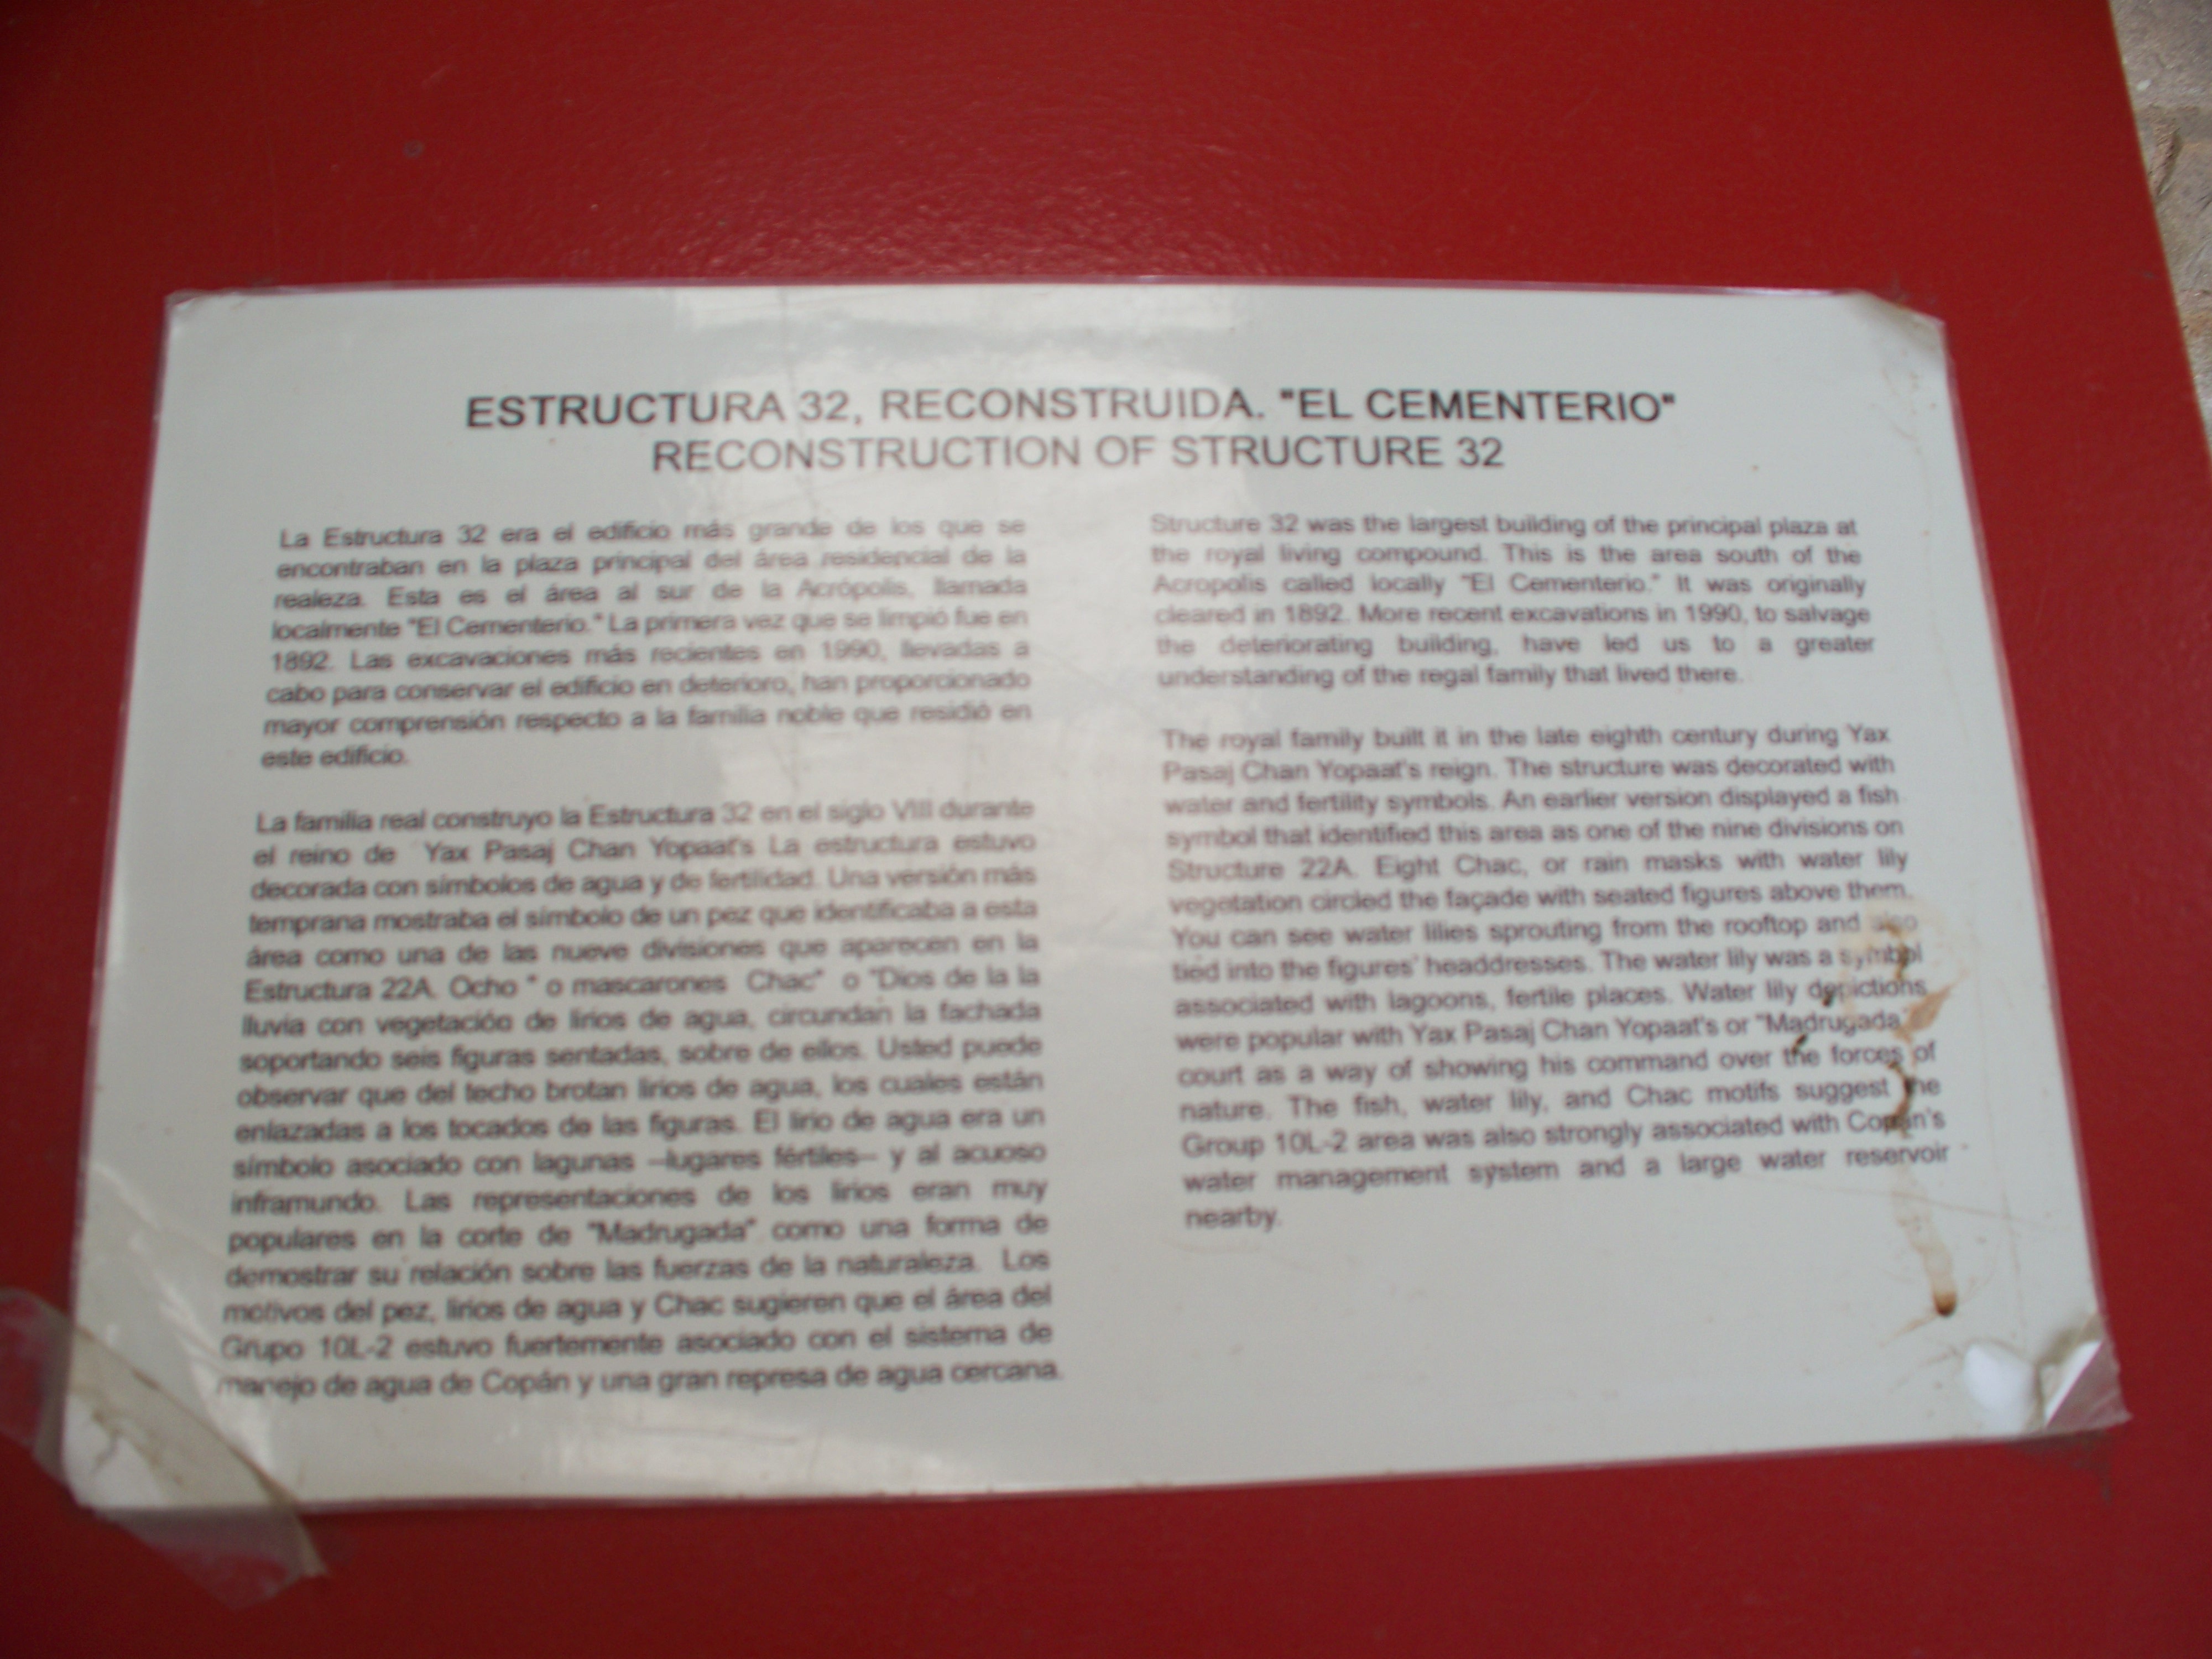 ESTRUCTURA 32, RECONSTRUIDA. "EL CEMENTERIO"
RECONSTRUCTION OF STRUCTURE 32
La Estructura 32 era el edificio más grande de los que se
encontraban en la plaza principal del área residencial de la
realeza. Esta es el área al sur de la Acrópolis, llamada
localmente "El Cementerio." La primera vez que se limpió fue en
1892. Las excavaciones más recientes en 1990, llevadas a
cabo para conservar el edificio en deterioro, han proporcionado
mayor comprensión respecto a la familia noble que residió en
este edificio.
La familia real construyo la Estructura 32 en el siglo VIII durante
el reino de Yax Pasaj Chan Yopaat's La estructura estuvo
decorada con símbolos de agua y de fertilidad. Una versión más
temprana mostraba el símbolo de un pez que identificaba a esta
área como una de las nueve divisiones que aparecen en la
Estructura 22A. Ocho " o mascarones Chac" o "Dios de la la
lluvia con vegetación de lirios de agua, circundan la fachada
soportando seis figuras sentadas, sobre de ellos. Usted puede
observar que del techo brotan lirios de agua, los cuales están
enlazadas a los tocados de las figuras. El lirio de agua era un
símbolo asociado con lagunas –lugares fértiles– y al acuoso
inframundo. Las representaciones de los lirios eran muy
populares en la corte de "Madrugada" como una forma de
demostrar su relación sobre las fuerzas de la naturaleza. Los
motivos del pez, lirios de agua y Chac sugieren que el área del
Grupo 10L-2 estuvo fuertemente asociado con el sistema de
manejo de agua de Copán y una gran represa de agua cercana.
Structure 32 was the largest building of the principal plaza at
the royal living compound. This is the area south of the
Acropolis called locally "El Cementerio." It was originally
cleared in 1892. More recent excavations in 1990, to salvage
the deteriorating building, have led us to a greater
understanding of the regal family that lived there.
The royal family built it in the late eighth century during Yax
Pasaj Chan Yopaat's reign. The structure was decorated with
water and fertility symbols. An earlier version displayed a fish
symbol that identified this area as one of the nine divisions on
Structure 22A. Eight Chac, or rain masks with water lily
vegetation circled the façade with seated figures above them.
You can see water lilies sprouting from the rooftop and also
tied into the figures' headdresses. The water lily was a symbol
associated with lagoons, fertile places. Water lily depictions
were popular with Yax Pasaj Chan Yopaat's or "Madrugada"
court as a way of showing his command over the forces of
nature. The fish, water lily, and Chac motifs suggest the
Group 10L-2 area was also strongly associated with Copán's
water management system and a large water reservoir
nearby.